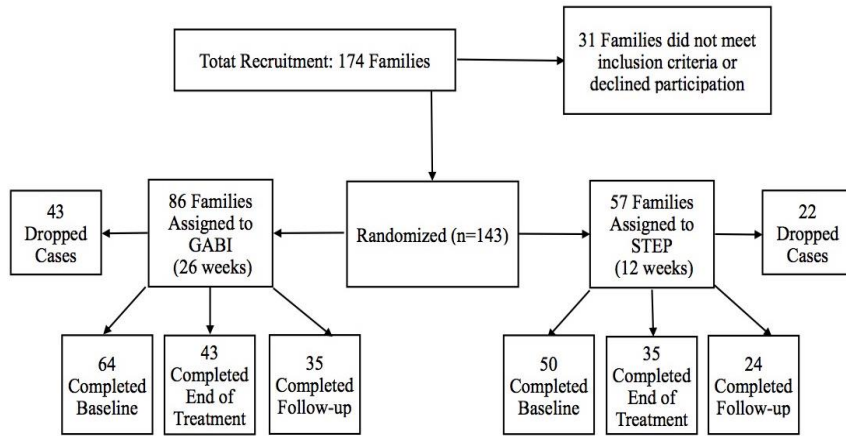 Totat Recruitment: 174 Families
31 Families did not meet
inclusion criteria or
declined participation
43
Dropped
Cases
86 Families
Assigned to
GABI
(26 weeks)
Randomized (n=143)
57 Families
Assigned to
STEP
(12 weeks)
22
Dropped
Cases
64
Completed
Baseline
43
Completed
End of
Treatment
35
Completed
Follow-up
50
Completed
Baseline
35
Completed
End of
Treatment
24
Completed
Follow-up